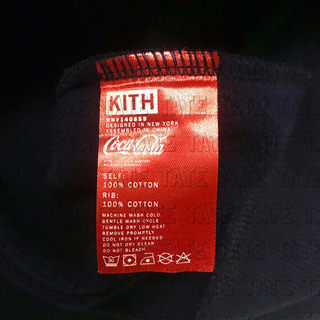 KITH
RN#140659
DESIGNED IN NEW YORK
ASSEMBLED IN CHINA
Coca-Cola
SELF:
100% COTTON
RIB:
100% COTTON
MACHINE WASH COLD
GENTLE WASH CYCLE
TUMBLE DRY LOW HEAT
REMOVE PROMPTLY
COOL IRON IF NEEDED
DO NOT DRY CLEAN
DO NOT BLEACH
30